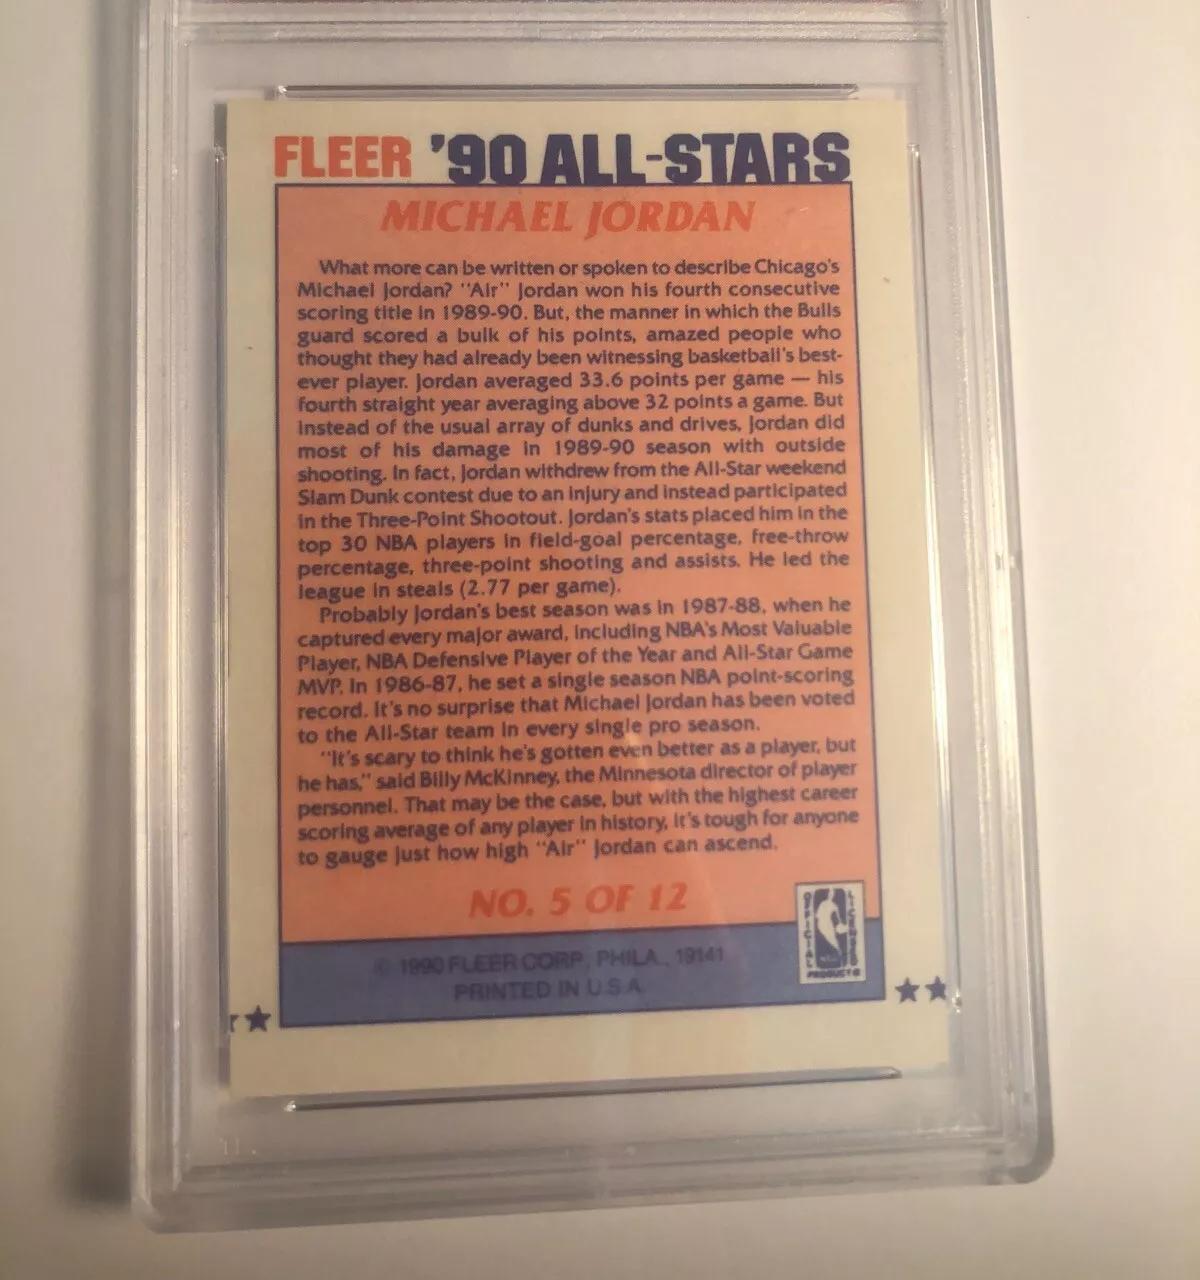 FLEER '90 ALL-STARS
MICHAEL JORDAN
What more can be written or spoken to describe Chicago's
Michael Jordan? "Air" Jordan won his fourth consecutive
scoring title in 1989-90. But, the manner in which the Bulls
guard scored a bulk of his points, amazed people who
thought they had already been witnessing basketball's best-
ever player. Jordan averaged 33.6 points per game — his
fourth straight year averaging above 32 points a game. But
instead of the usual array of dunks and drives, Jordan did
most of his damage in 1989-90 season with outside
shooting. In fact, Jordan withdrew from the All-Star weekend
Slam Dunk contest due to an injury and instead participated
in the Three-Point Shootout. Jordan's stats placed him in the
top 30 NBA players in field-goal percentage, free-throw
percentage, three-point shooting and assists. He led the
league in steals (2.77 per game).
Probably Jordan's best season was in 1987-88, when he
captured every major award, including NBA's Most Valuable
Player, NBA Defensive Player of the Year and All-Star Game
MVP. In 1986-87, he set a single season NBA point-scoring
record. It's no surprise that Michael Jordan has been voted
to the All-Star team in every single pro season.
"It's scary to think he's gotten even better as a player, but
he has," said Billy McKinney, the Minnesota director of player
personnel. That may be the case, but with the highest career
scoring average of any player in history, it's tough for anyone
to gauge just how high "Air" Jordan can ascend.
NO. 5 OF 12
OFFICIAL LICENSED
NBA
PRODUCT®
© 1990 FLEER CORP., PHILA., 19141
PRINTED IN U.S.A.